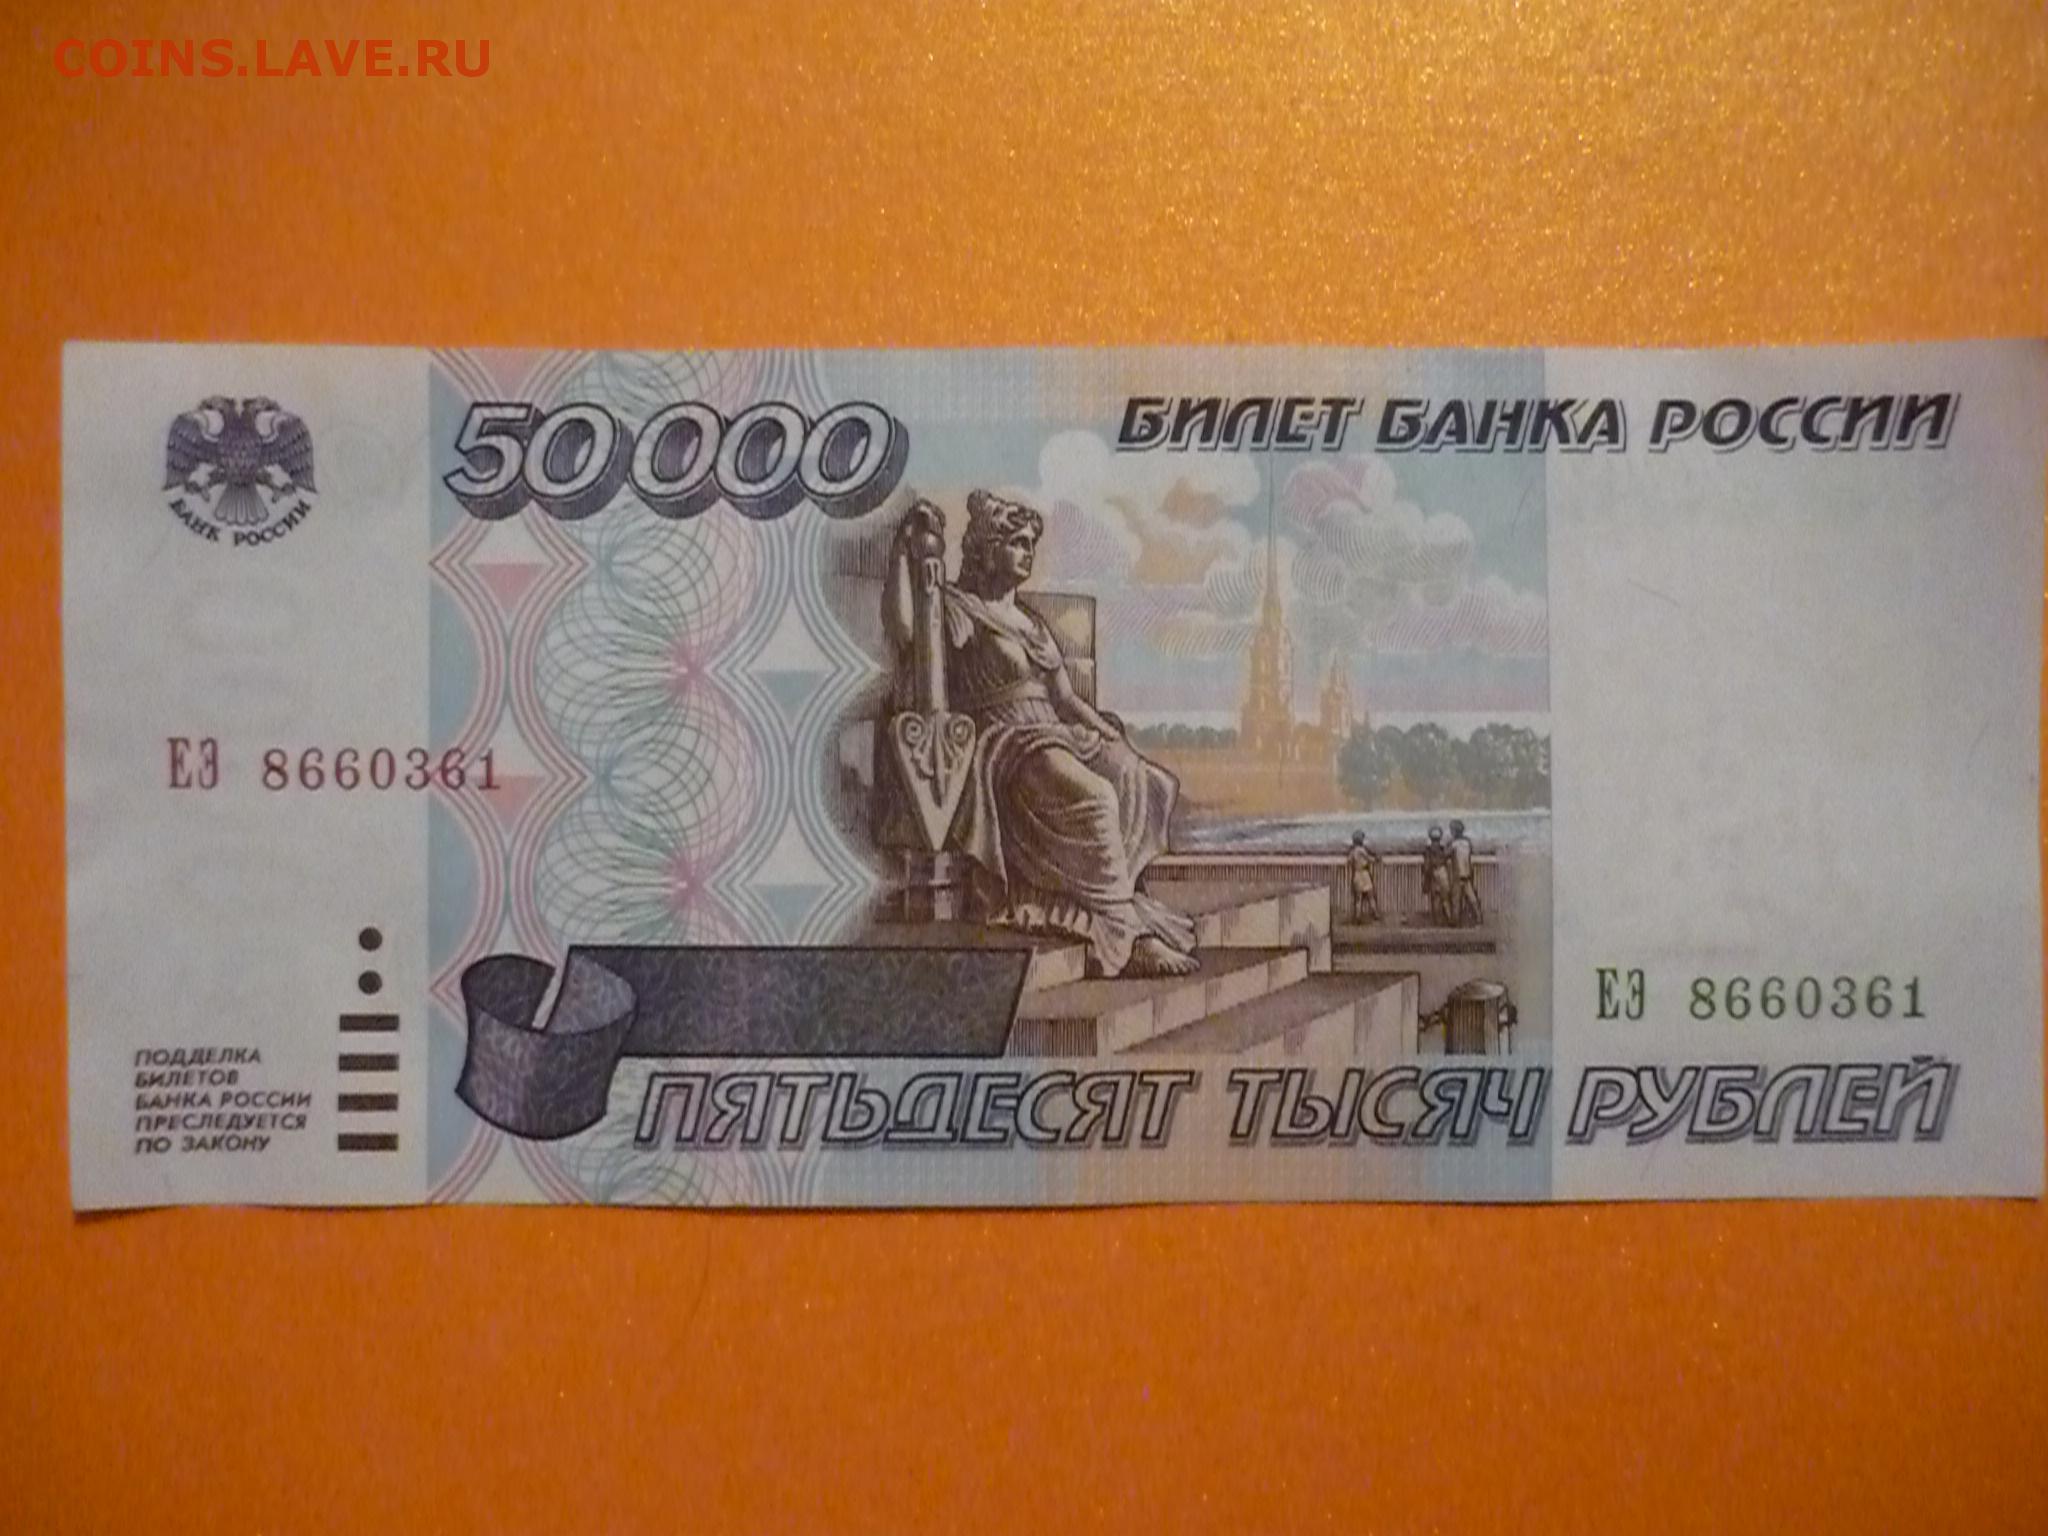 COINS.LAVE.RU
50 000
БИЛЕТ БАНКА РОССИИ
БАНК РОССИИ
ЕЭ 8660361
ЕЭ 8660361
ПОДДЕЛКА
БИЛЕТОВ
БАНКА РОССИИ
ПРЕСЛЕДУЕТСЯ
ПО ЗАКОНУ
ПЯТЬДЕСЯТ ТЫСЯЧ РУБЛЕЙ